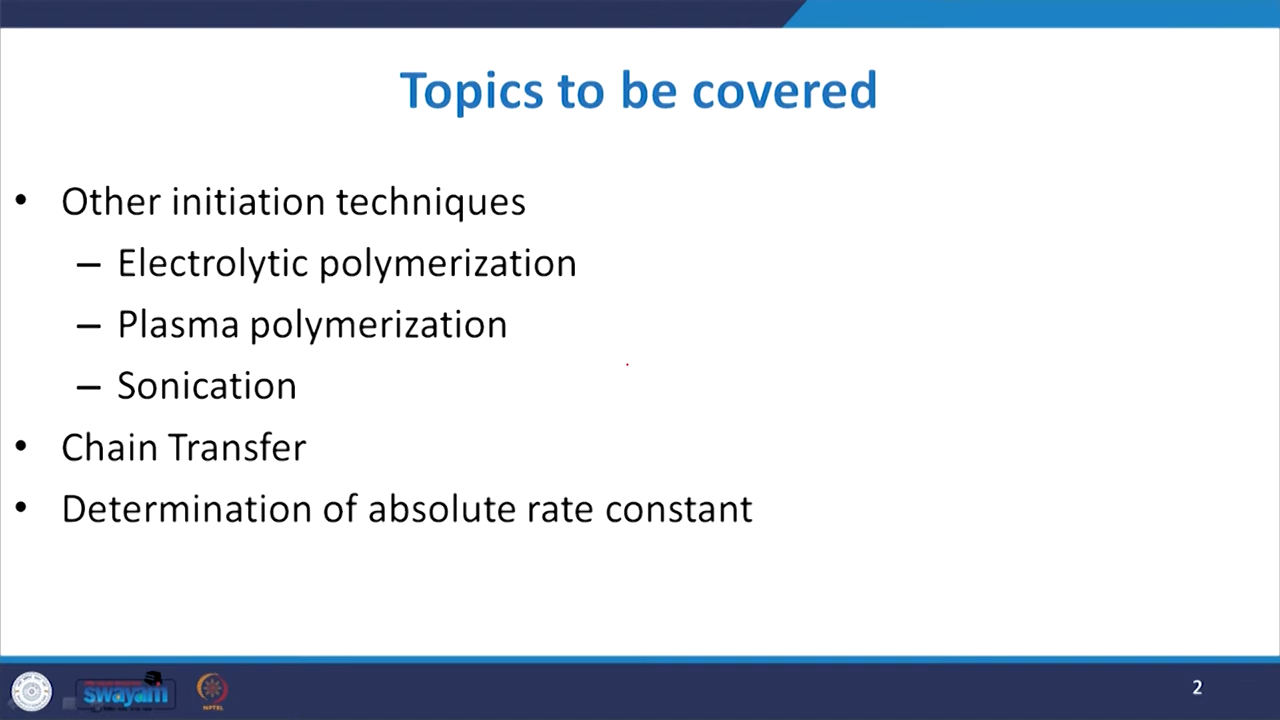 Topics to be covered
• Other initiation techniques
– Electrolytic polymerization
– Plasma polymerization
– Sonication
• Chain Transfer
• Determination of absolute rate constant
swayam
NPTEL
2